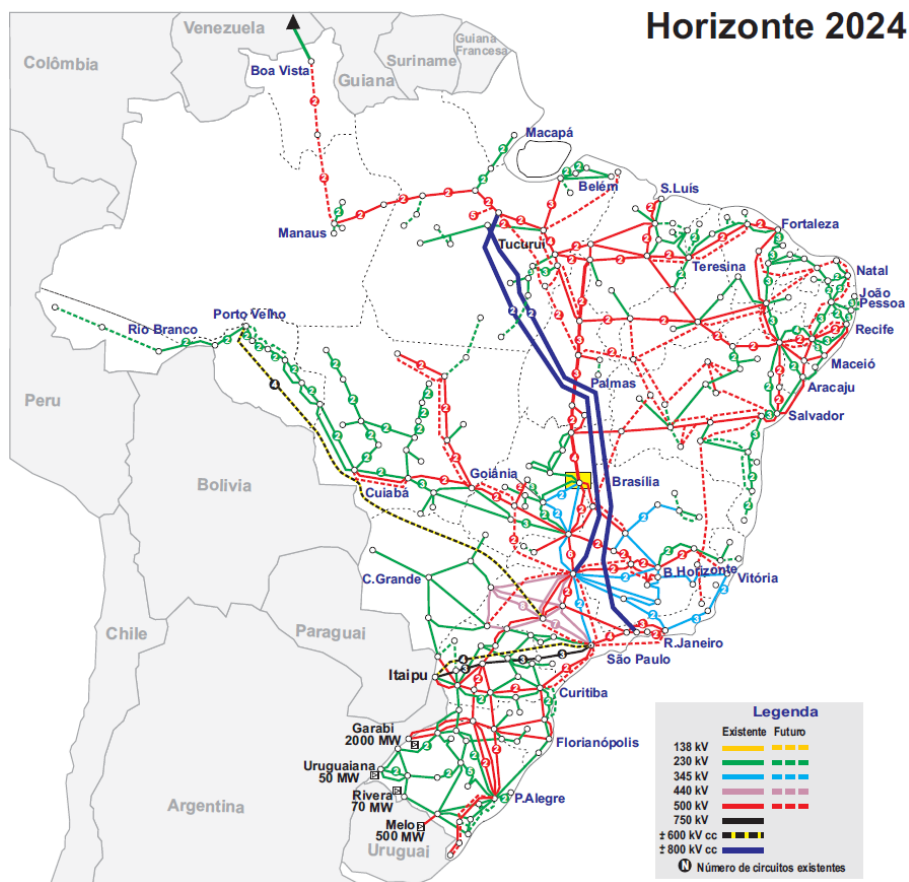 Horizonte 2024
Venezuela
Colômbia
Boa Vista
Guiana
Suriname
Guiana
Francesa
Macapá
Belém
S.Luís
Manaus
Tucuruí
Fortaleza
Teresina
Natal
João
Pessoa
Recife
Maceió
Aracaju
Salvador
Porto Velho
Rio Branco
Palmas
Peru
Bolivia
Cuiabá
Goiânia
Brasília
B.Horizonte
Vitória
C.Grande
Paraguai
Chile
R.Janeiro
São Paulo
Itaipu
Curitiba
Garabi
2000 MW
Florianópolis
Uruguaiana
50 MW
Rivera
70 MW
P.Alegre
Melo
500 MW
Argentina
Uruguai
Legenda
Existente Futuro
138 kV
230 kV
345 kV
440 kV
500 kV
750 kV
± 600 kV cc
± 800 kV cc
N Número de circuitos existentes